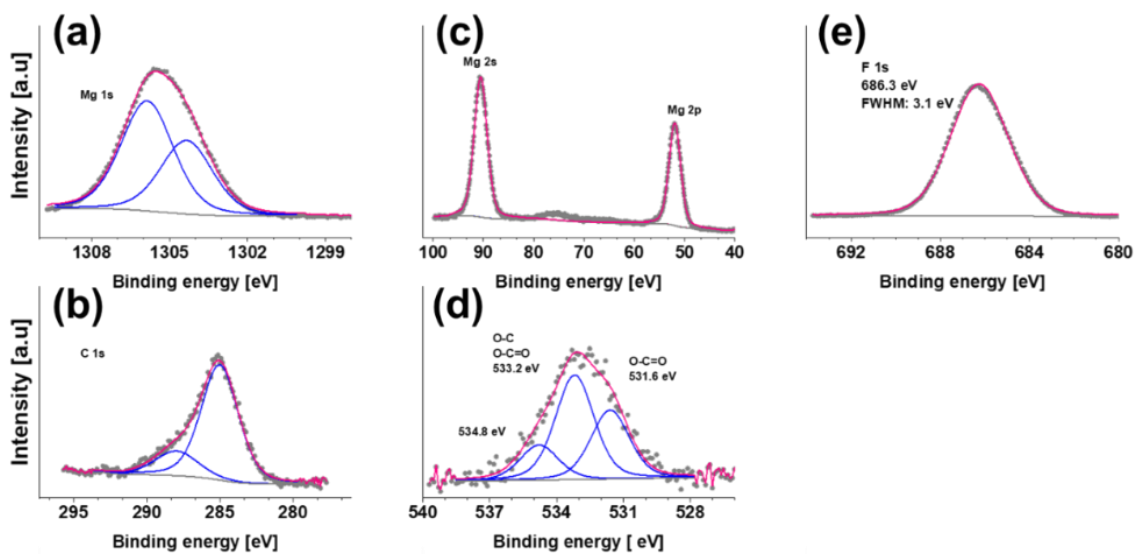 (a)
Intensity [a.u]
Mg 1s
1308 1305 1302 1299
Binding energy [eV]
(c)
Mg 2s
Mg 2p
100 90 80 70 60 50 40
Binding energy [eV]
(e)
F 1s
686.3 eV
FWHM: 3.1 eV
692 688 684 680
Binding energy [eV]
(b)
Intensity [a.u]
C 1s
295 290 285 280
Binding energy [eV]
(d)
O-C
O-C=O
533.2 eV
O-C=O
531.6 eV
534.8 eV
540 537 534 531 528
Binding energy [ eV]